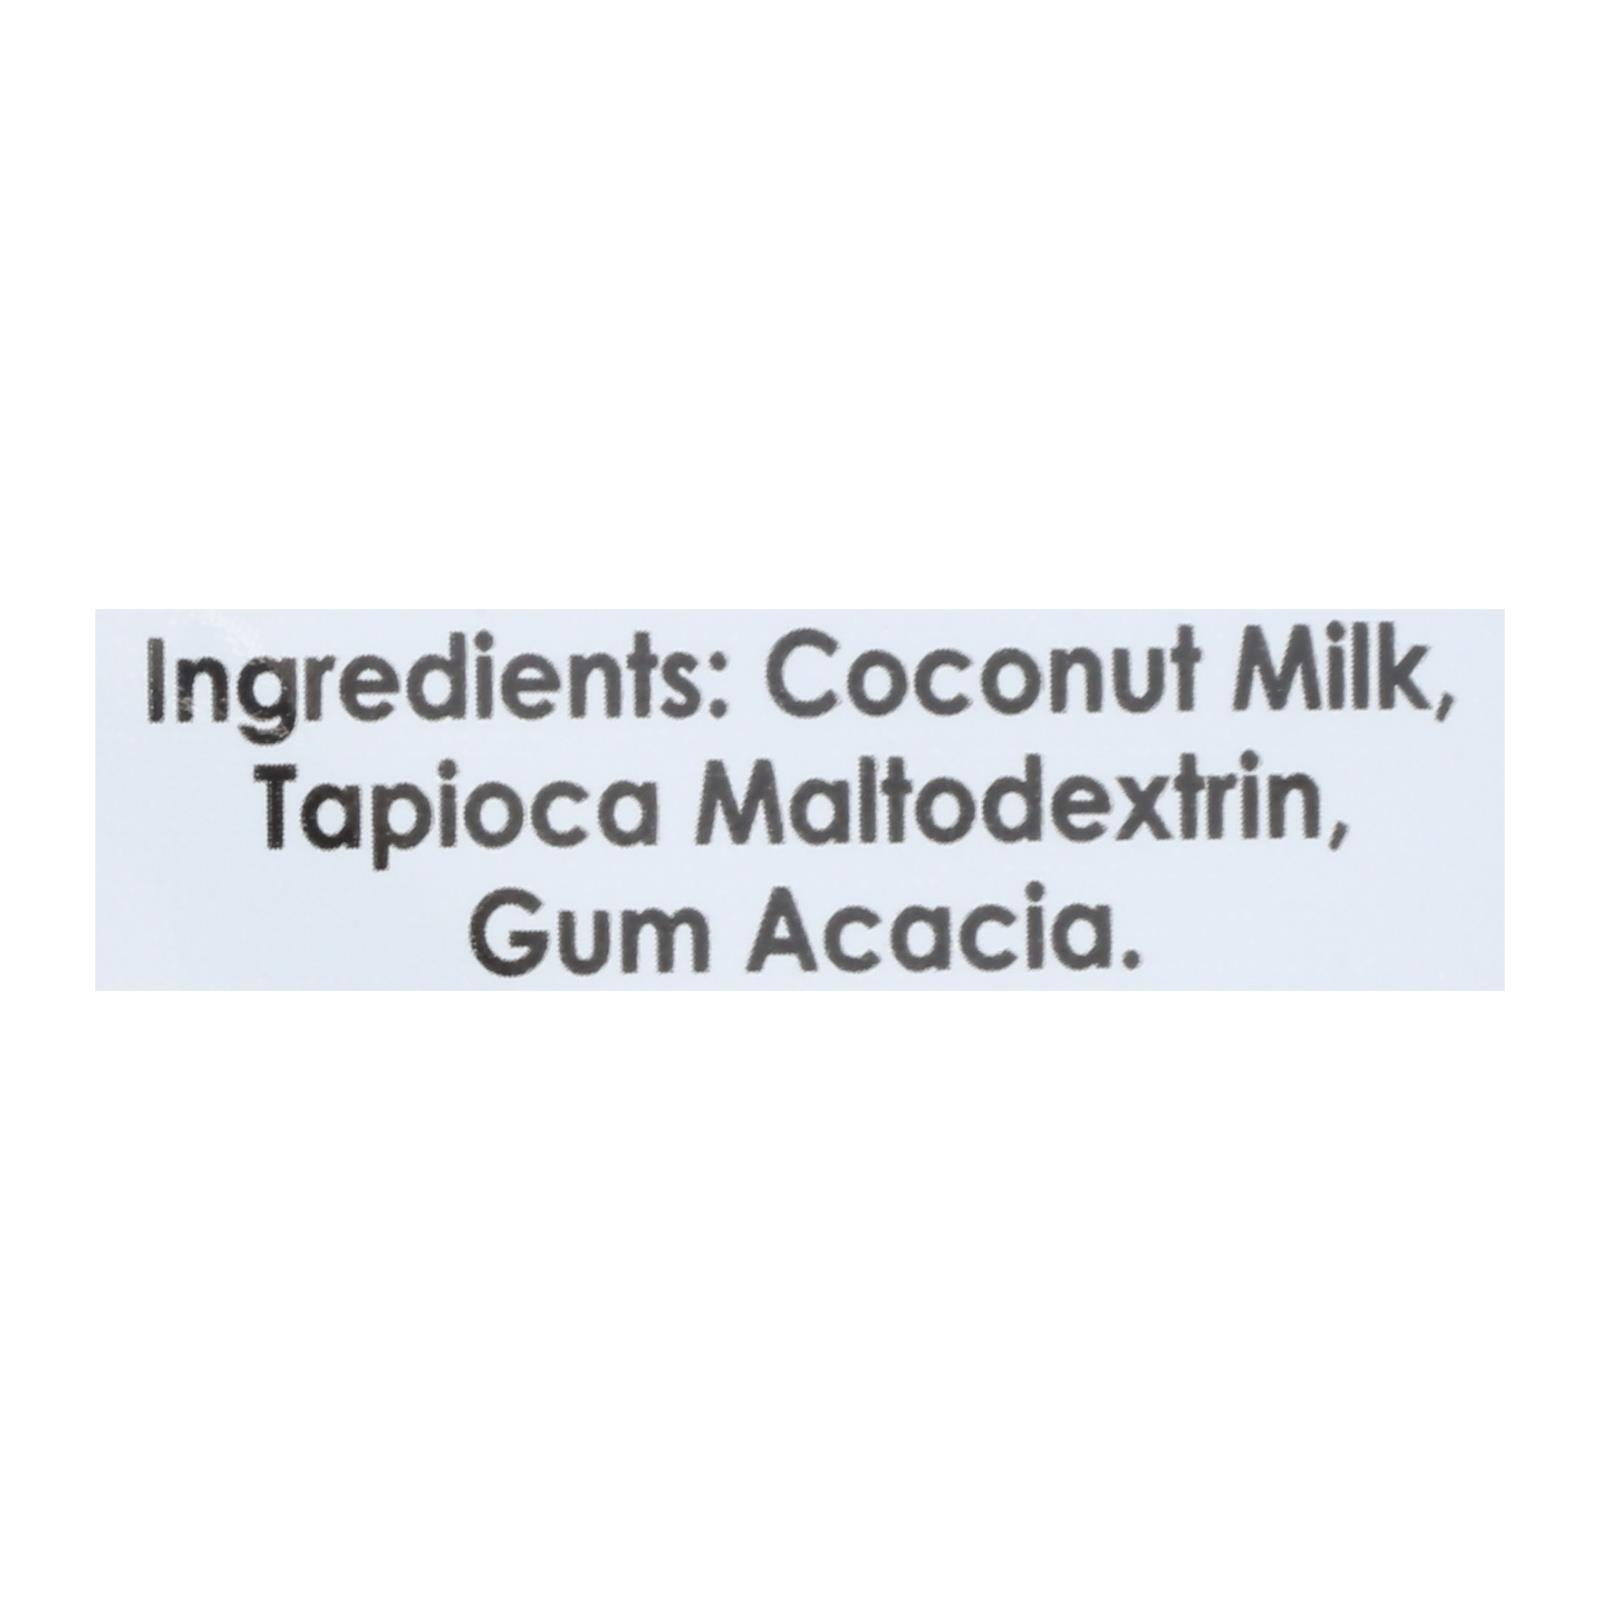 Ingredients: Coconut Milk,
Tapioca Maltodextrin,
Gum Acacia.